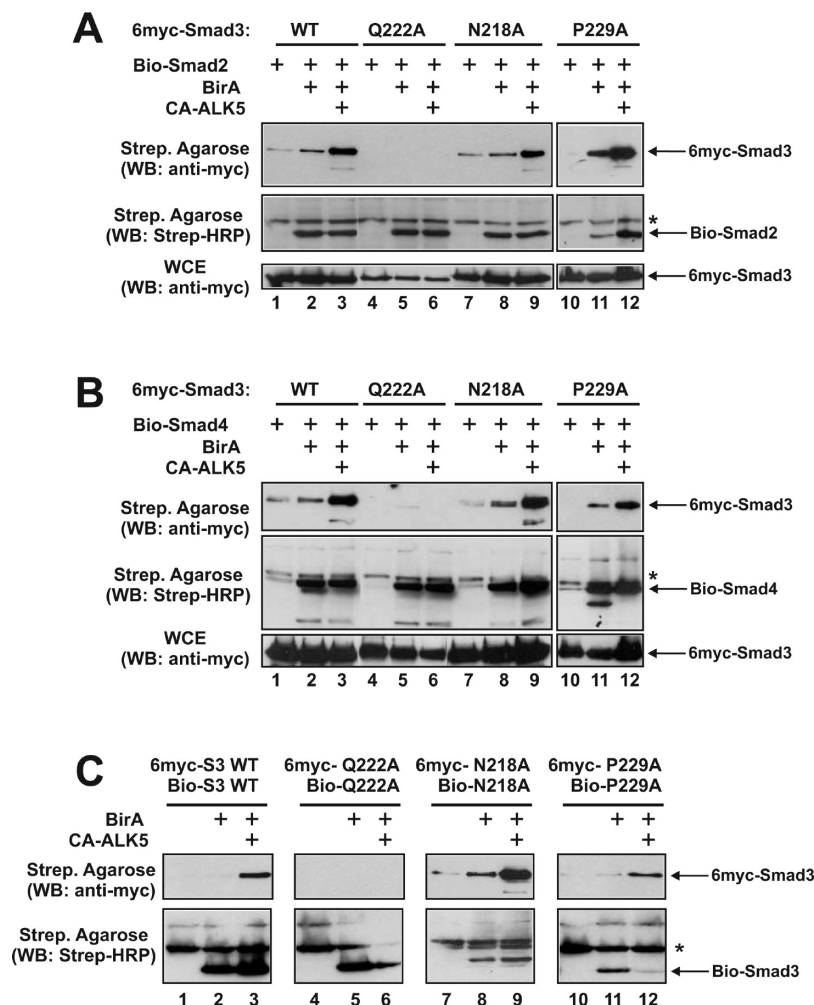 A
6myc-Smad3: WT Q222A N218A P229A
Bio-Smad2 + + + + + + + + + + + +
BirA + + + + + + + +
CA-ALK5 + + + +
Strep. Agarose
(WB: anti-myc)
6myc-Smad3
Strep. Agarose
(WB: Strep-HRP)
*
Bio-Smad2
WCE
(WB: anti-myc)
6myc-Smad3
1 2 3 4 5 6 7 8 9 10 11 12
B
6myc-Smad3: WT Q222A N218A P229A
Bio-Smad4 + + + + + + + + + + + +
BirA + + + + + + + +
CA-ALK5 + + + +
Strep. Agarose
(WB: anti-myc)
6myc-Smad3
Strep. Agarose
(WB: Strep-HRP)
*
Bio-Smad4
WCE
(WB: anti-myc)
6myc-Smad3
1 2 3 4 5 6 7 8 9 10 11 12
C
6myc-S3 WT 6myc- Q222A 6myc- N218A 6myc- P229A
Bio-S3 WT Bio-Q222A Bio-N218A Bio-P229A
BirA + + + + + + + +
CA-ALK5 + + + +
Strep. Agarose
(WB: anti-myc)
6myc-Smad3
Strep. Agarose
(WB: Strep-HRP)
*
Bio-Smad3
1 2 3 4 5 6 7 8 9 10 11 12